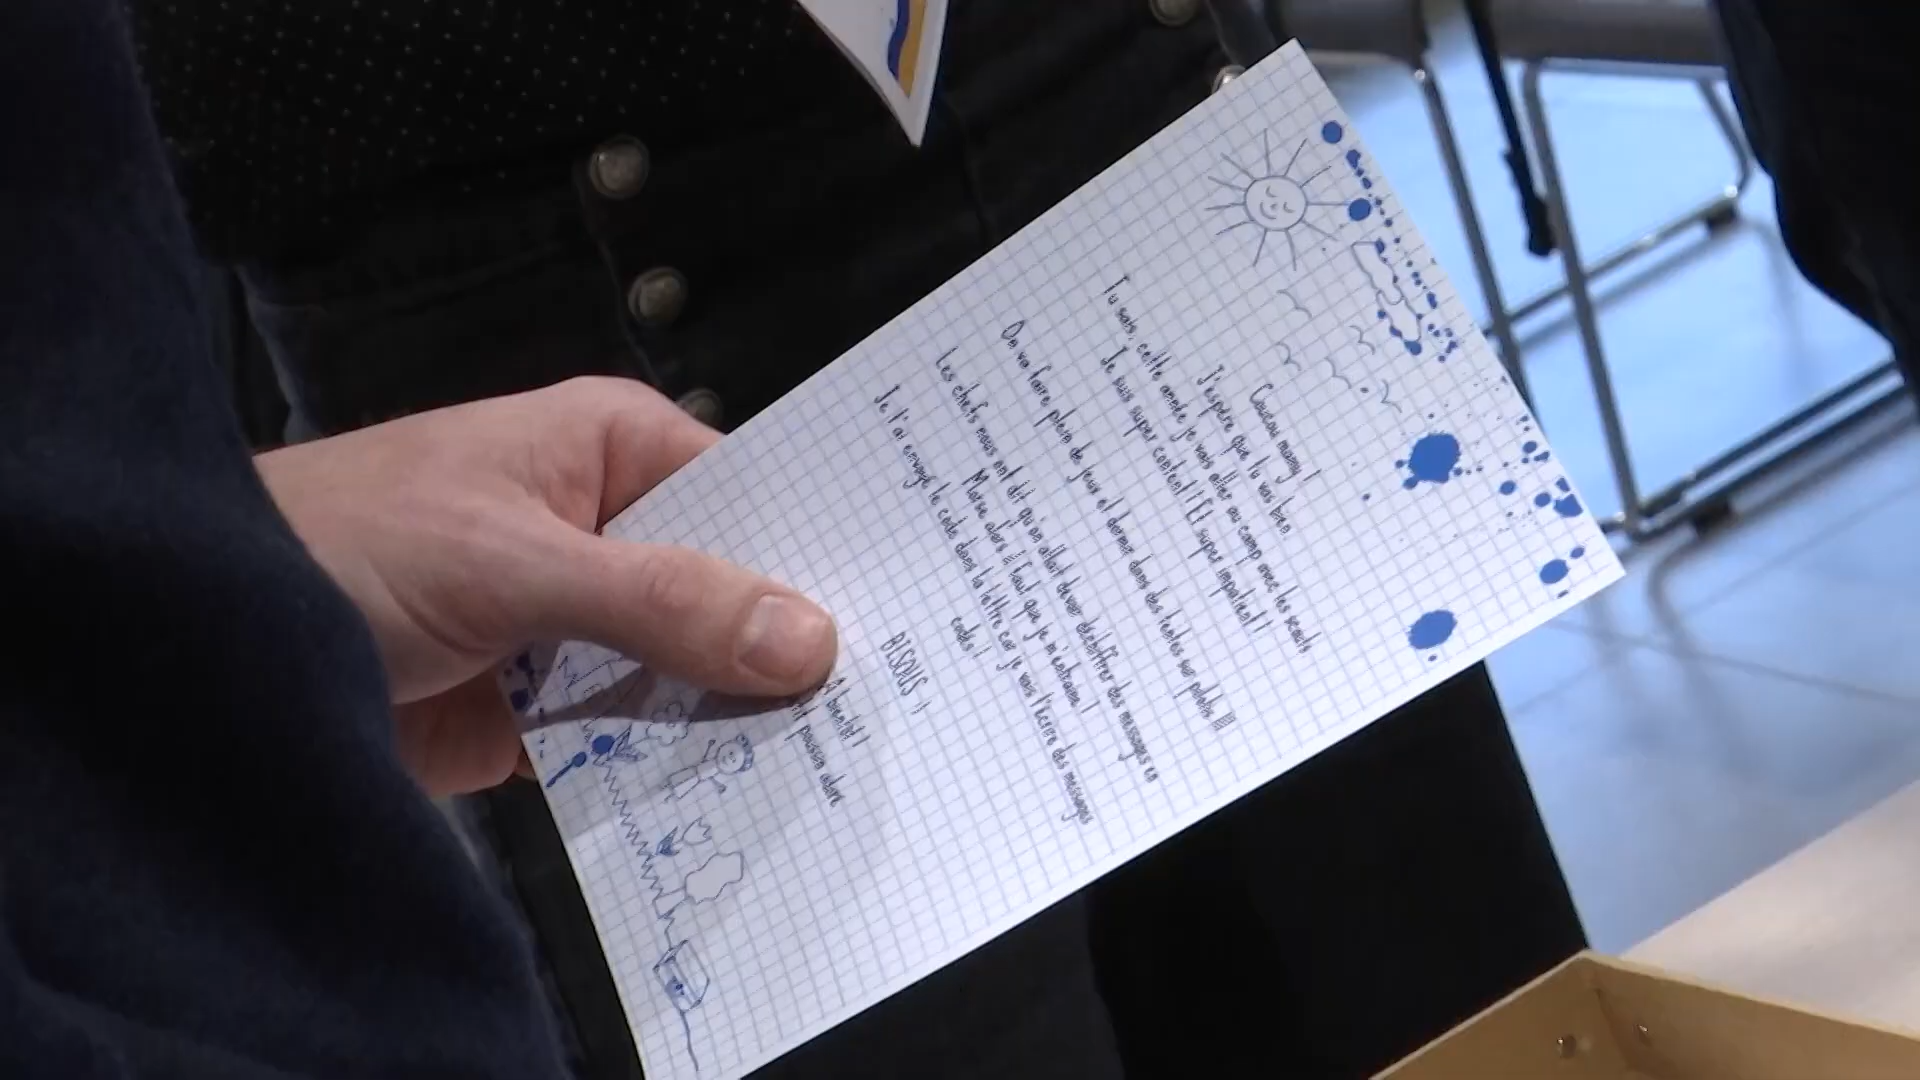 Coucou mamy !
J'espère que tu vas bien
Tu sais, cette année je vais aller au camp avec les scouts
Je suis super content ! Et super impatient !
On va faire plein de jeux et dormir dans des tentes sur pilotis !!!
Les chefs nous ont dit qu'on allait devoir déchiffrer des messages en
Morse alors il faut que je m'entraine !
Je t'ai envoyé le code dans la lettre car je vais t'écrire des messages
codés !
BISOUS !!
A bientôt !
poussin adoré